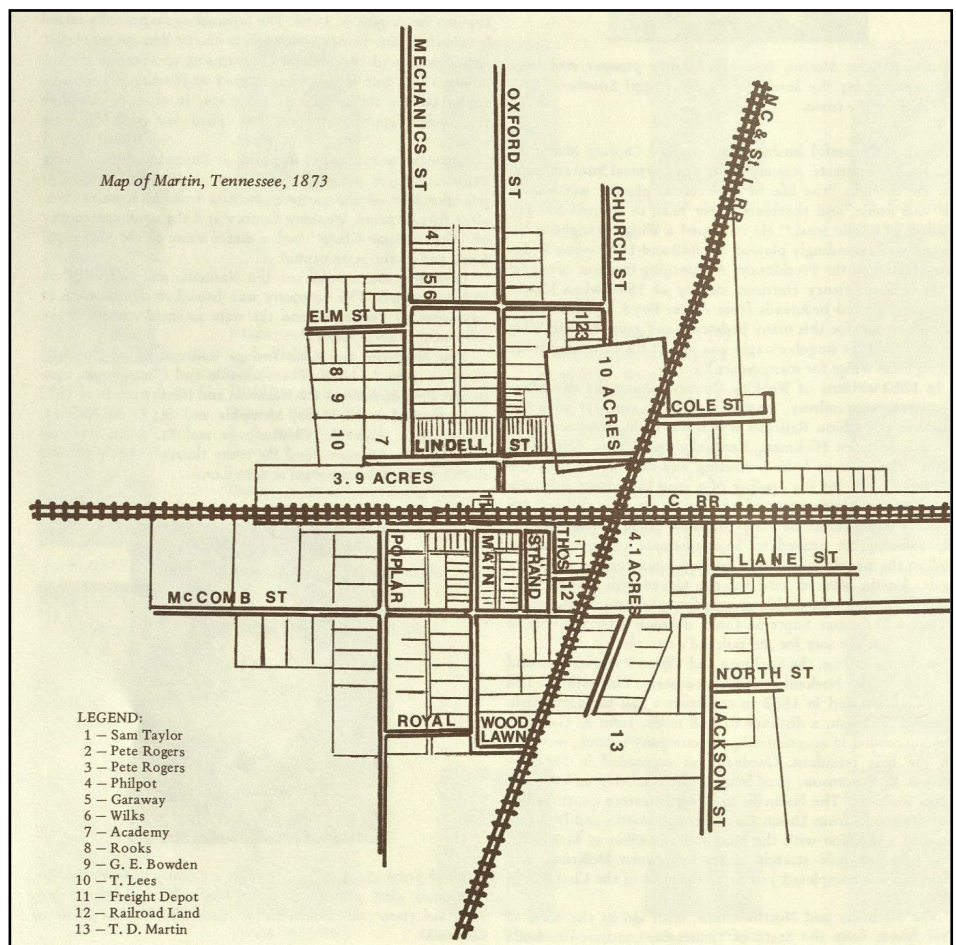 Map of Martin, Tennessee, 1873
MECHANICS ST
OXFORD ST
CHURCH ST
N.C. & St. L RR
4
5
6
ELM ST
1
2
3
8
9
10
7
LINDELL ST.
10 ACRES
COLE ST
3.9 ACRES
I C RR
11
POPLAR
MAIN
STRAND
THOS
12
4.1 ACRES
LANE ST
McCOMB ST
NORTH ST
ROYAL
WOOD
LAWN
13
JACKSON ST
LEGEND:
1 – Sam Taylor
2 – Pete Rogers
3 – Pete Rogers
4 – Philpot
5 – Garaway
6 – Wilks
7 – Academy
8 – Rooks
9 – G. E. Bowden
10 – T. Lees
11 – Freight Depot
12 – Railroad Land
13 – T. D. Martin